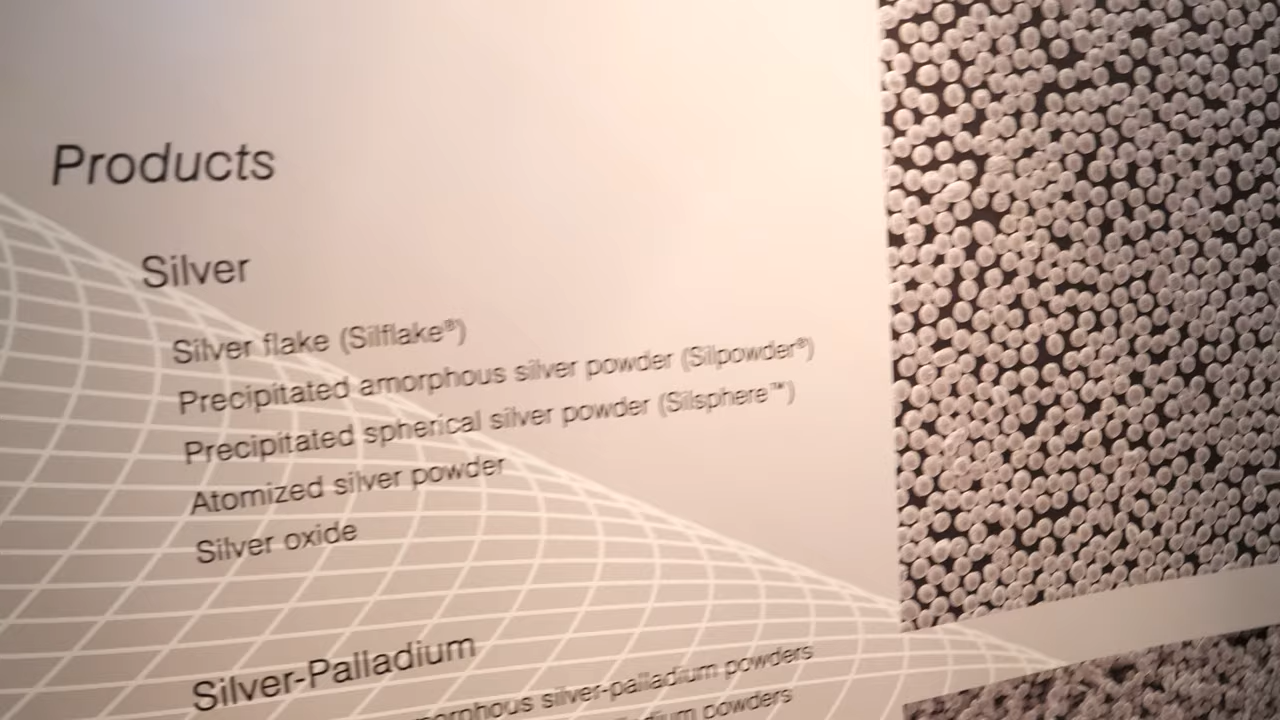 Products
Silver
Silver flake (Silflake®)
Precipitated amorphous silver powder (Silpowder®)
Precipitated spherical silver powder (Silsphere™)
Atomized silver powder
Silver oxide
Silver-Palladium
silver-palladium powders
powders